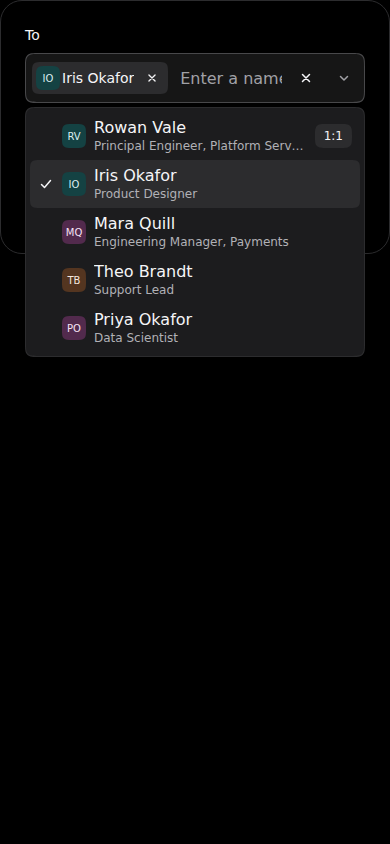 To
IO Iris Okafor Enter a name
RV Rowan Vale
Principal Engineer, Platform Serv… 1:1
IO Iris Okafor
Product Designer
MQ Mara Quill
Engineering Manager, Payments
TB Theo Brandt
Support Lead
PO Priya Okafor
Data Scientist